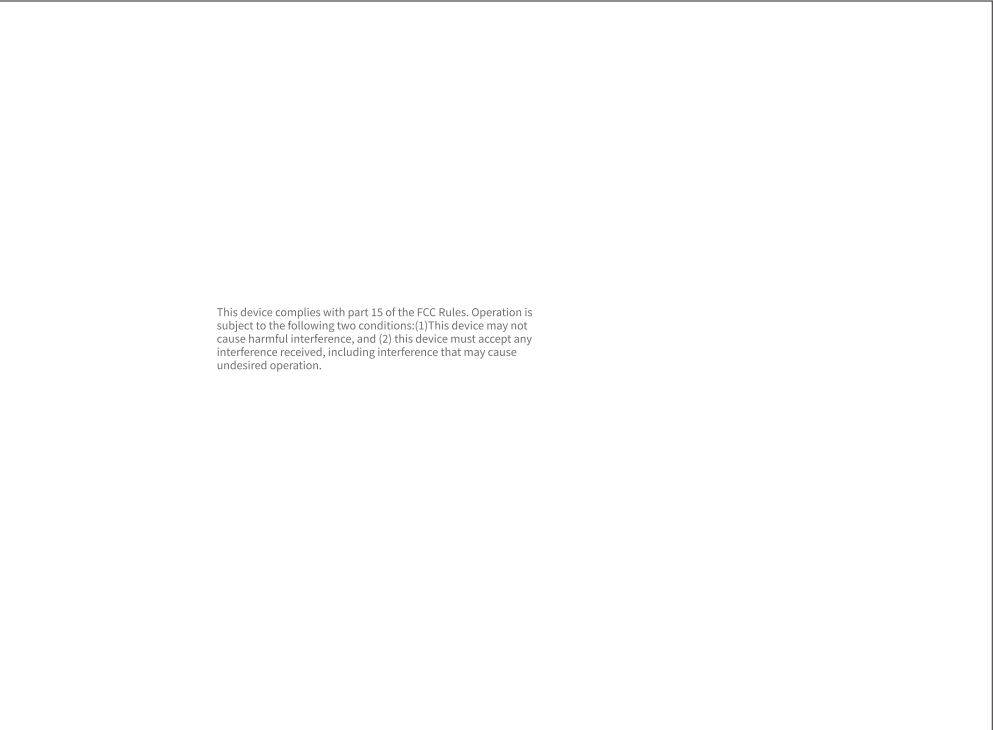 This device complies with part 15 of the FCC Rules. Operation is
subject to the following two conditions:(1)This device may not
cause harmful interference, and (2) this device must accept any
interference received, including interference that may cause
undesired operation.